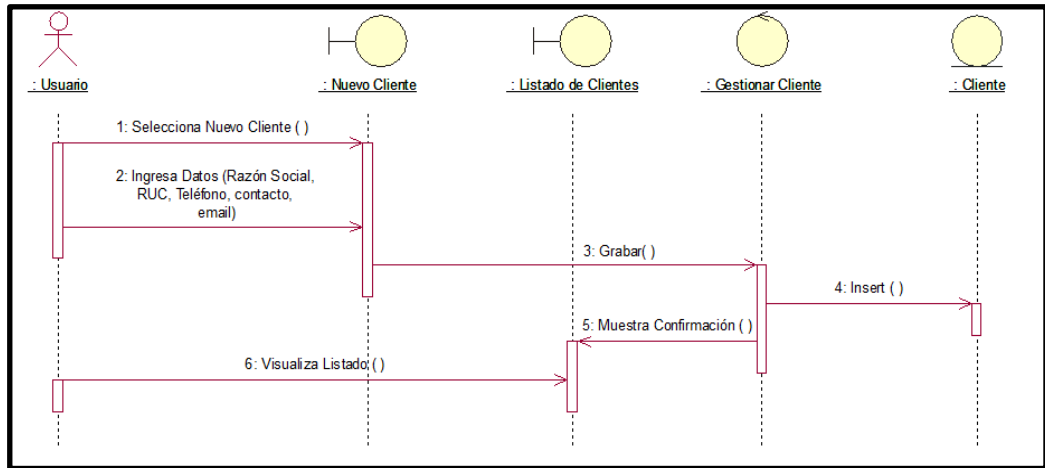 : Usuario
: Nuevo Cliente
: Listado de Clientes
: Gestionar Cliente
: Cliente
1: Selecciona Nuevo Cliente ( )
2: Ingresa Datos (Razón Social,
RUC, Teléfono, contacto,
email)
3: Grabar( )
4: Insert ( )
5: Muestra Confirmación ( )
6: Visualiza Listado ( )